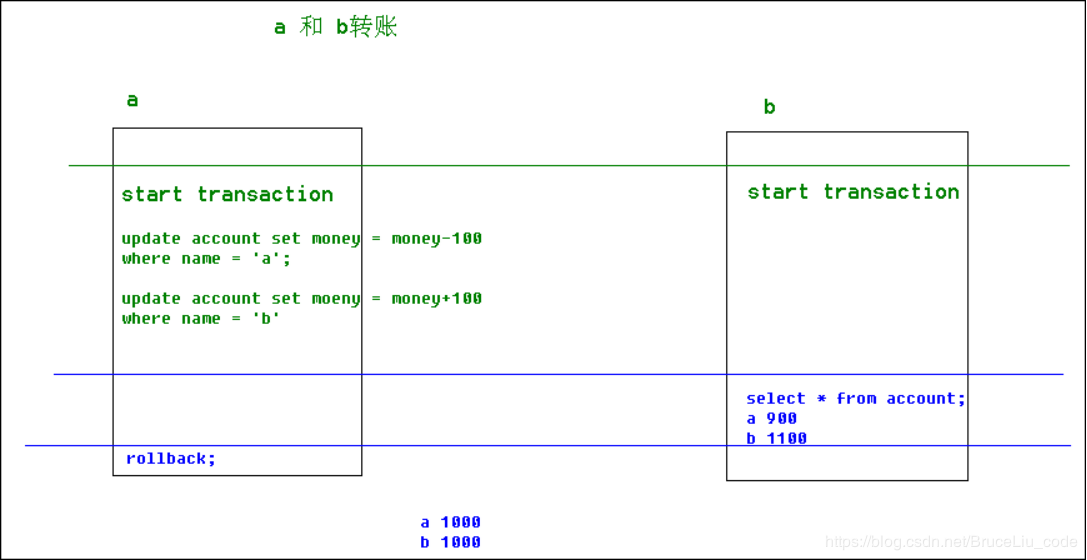 a 和 b转账
a
b
start transaction
start transaction
update account set money = money-100
where name = 'a';
update account set moeny = money+100
where name = 'b'
select * from account;
a 900
b 1100
rollback;
a 1000
b 1000
https://blog.csdn.net/BruceLiu_code